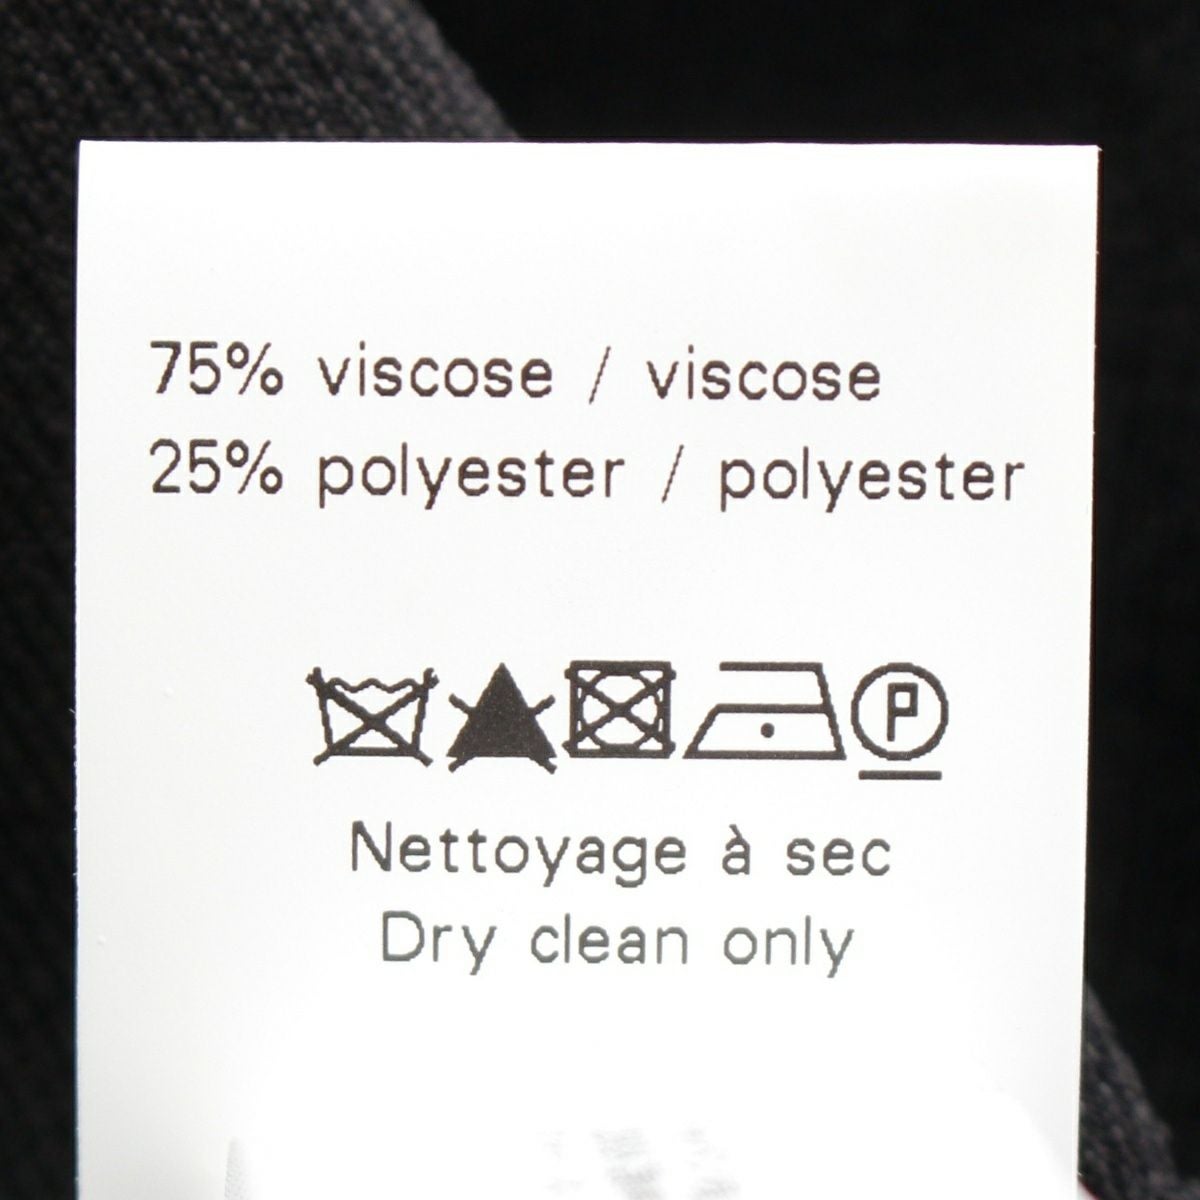 75% viscose / viscose
25% polyester / polyester
P
Nettoyage à sec
Dry clean only